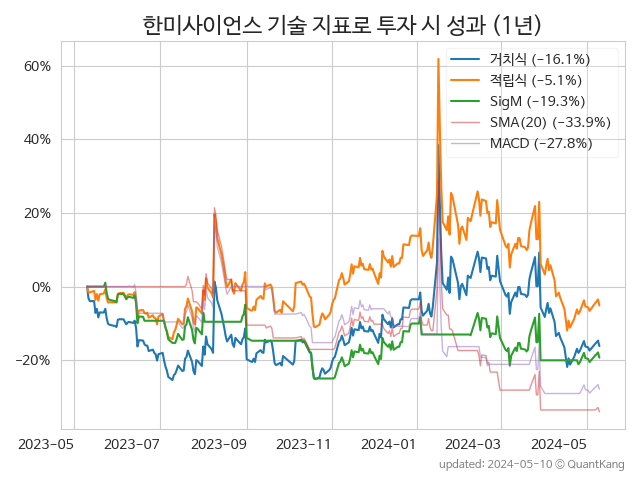 한미사이언스 기술 지표로 투자 시 성과 (1년)
60%
40%
20%
0%
−20%
거치식 (−16.1%)
적립식 (−5.1%)
SigM (−19.3%)
SMA(20) (−33.9%)
MACD (−27.8%)
2023-05
2023-07
2023-09
2023-11
2024-01
2024-03
2024-05
updated: 2024-05-10 © QuantKang